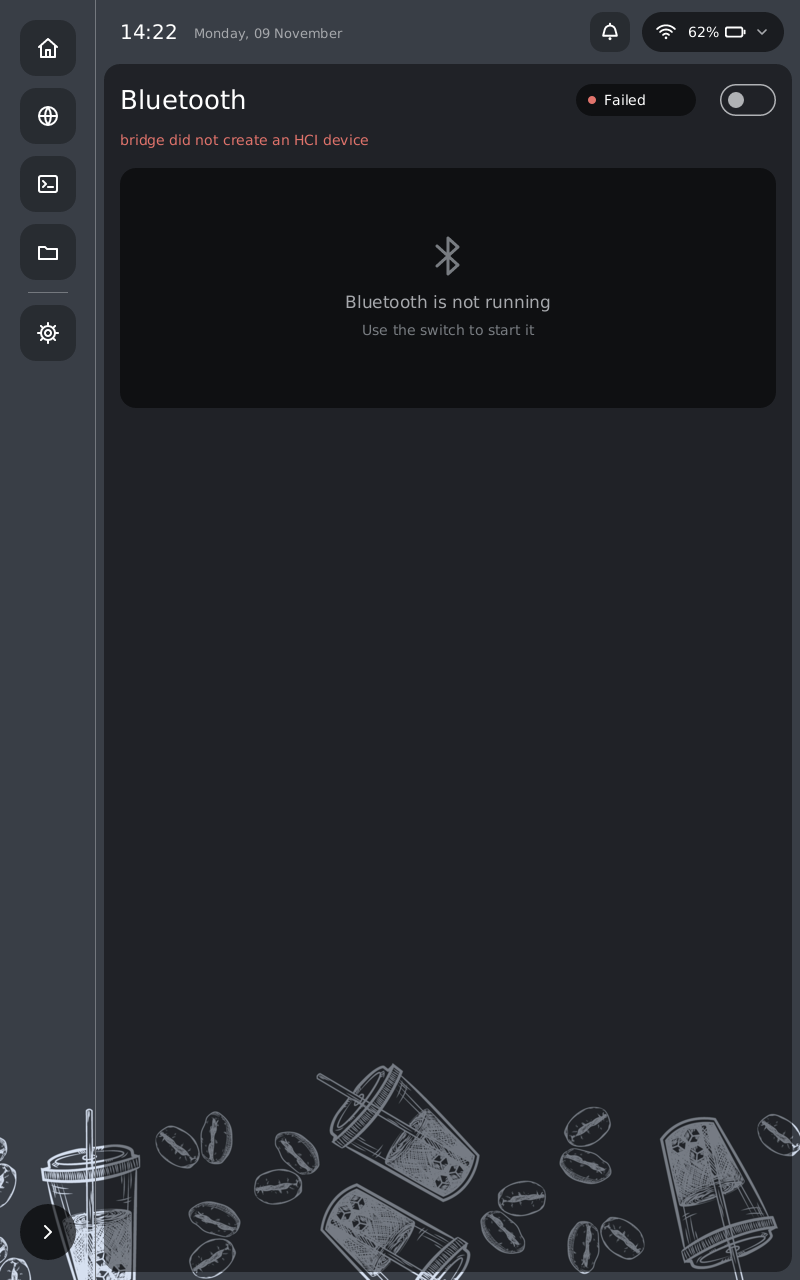 14:22 Monday, 09 November
62%
Bluetooth
Failed
bridge did not create an HCI device
Bluetooth is not running
Use the switch to start it